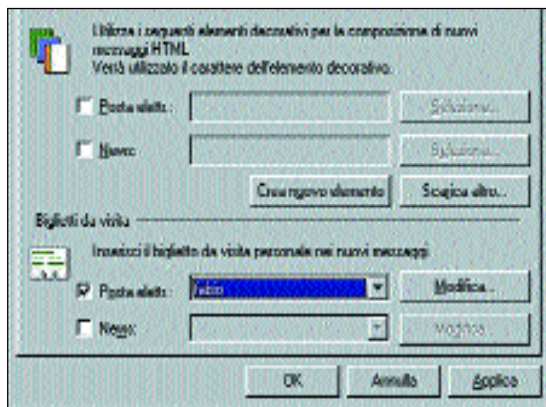 Utilizza i seguenti elementi decorativi per la composizione di nuovi
messaggi HTML
Verrà utilizzato il carattere dell'elemento decorativo.
Posta elettr.:
Seleziona...
News:
Seleziona...
Crea nuovo elemento
Scarica altro...
Biglietti da visita
Inserisci il biglietto da visita personale nei nuovi messaggi
Posta elettr.:
Modifica...
News:
Modifica...
OK
Annulla
Applica